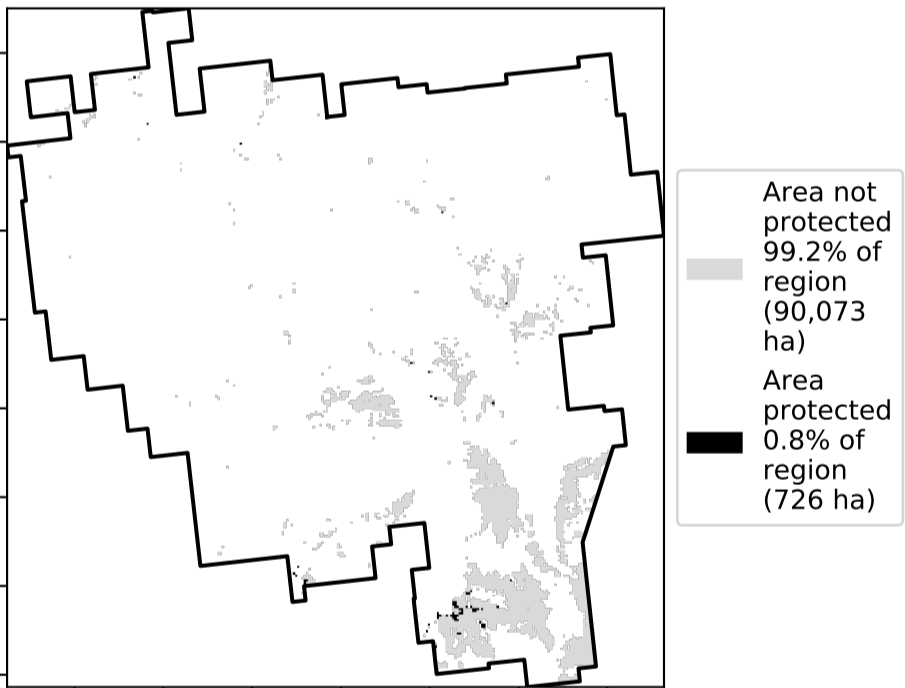 Area not
protected
99.2% of
region
(90,073
ha)
Area
protected
0.8% of
region
(726 ha)